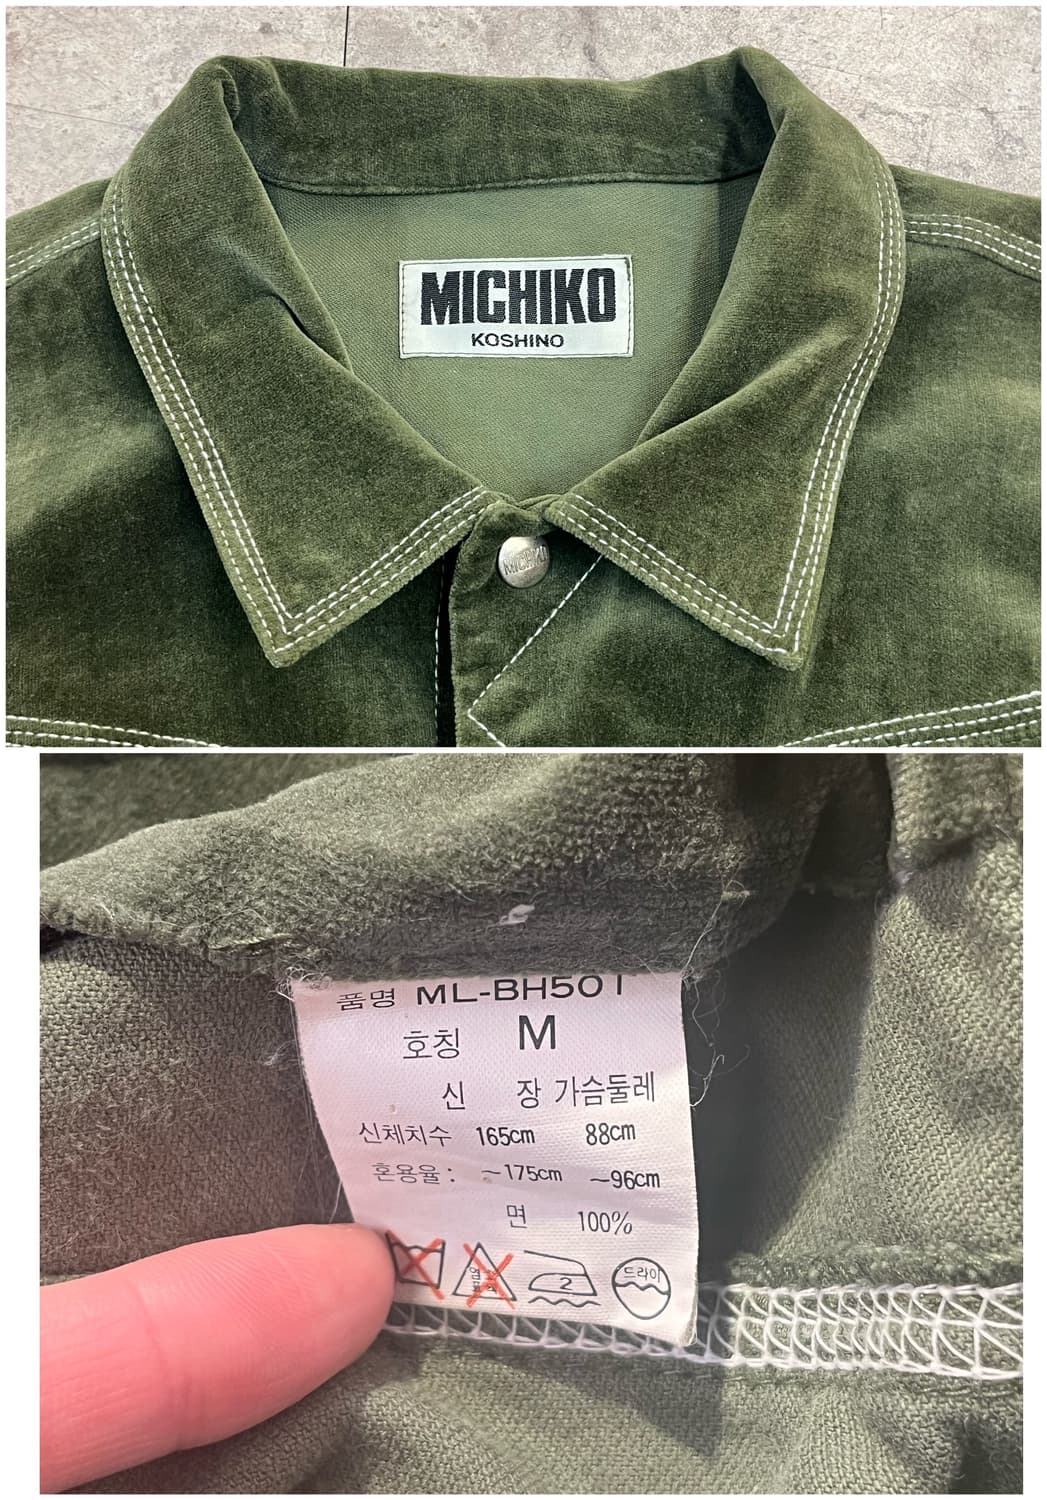 MICHIKO
KOSHINO
MICHIKO
품명 ML-BH501
호칭 M
신 장 가슴둘레
신체치수 165cm 88cm
혼용율 : ~175cm ~96cm
면 100%
2 드라이